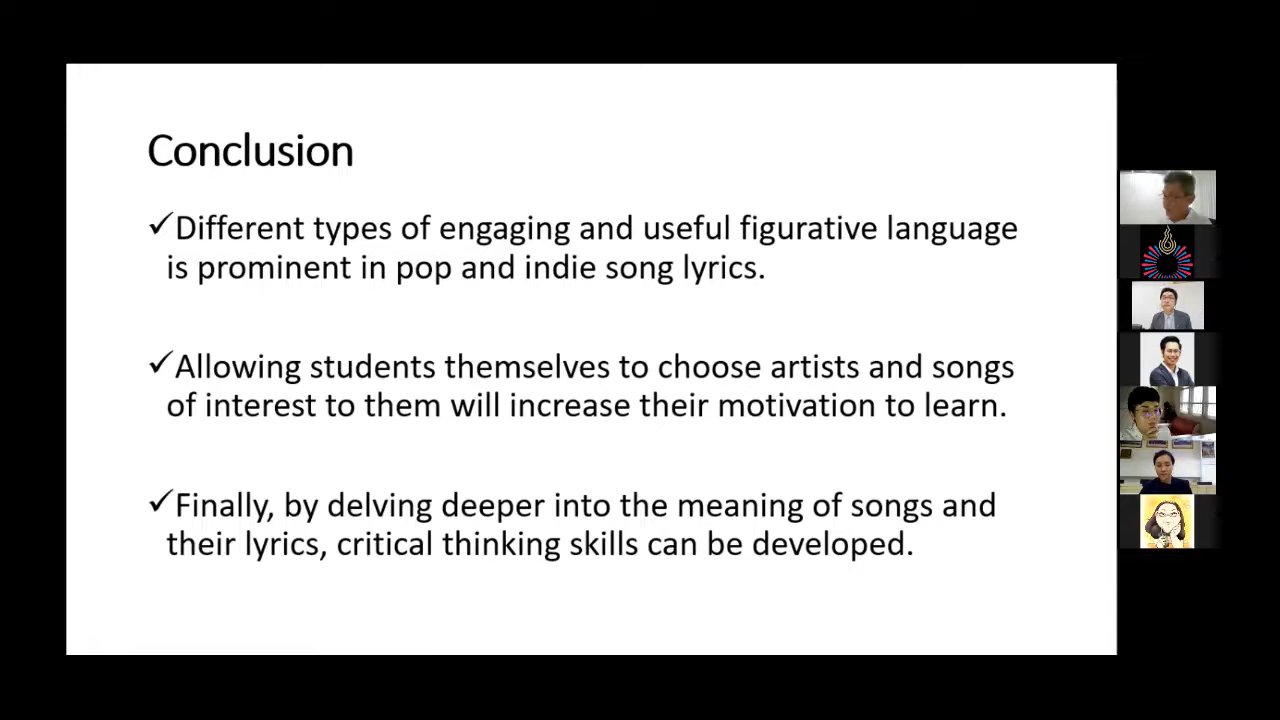 Conclusion
✓Different types of engaging and useful figurative language
is prominent in pop and indie song lyrics.
✓Allowing students themselves to choose artists and songs
of interest to them will increase their motivation to learn.
✓Finally, by delving deeper into the meaning of songs and
their lyrics, critical thinking skills can be developed.